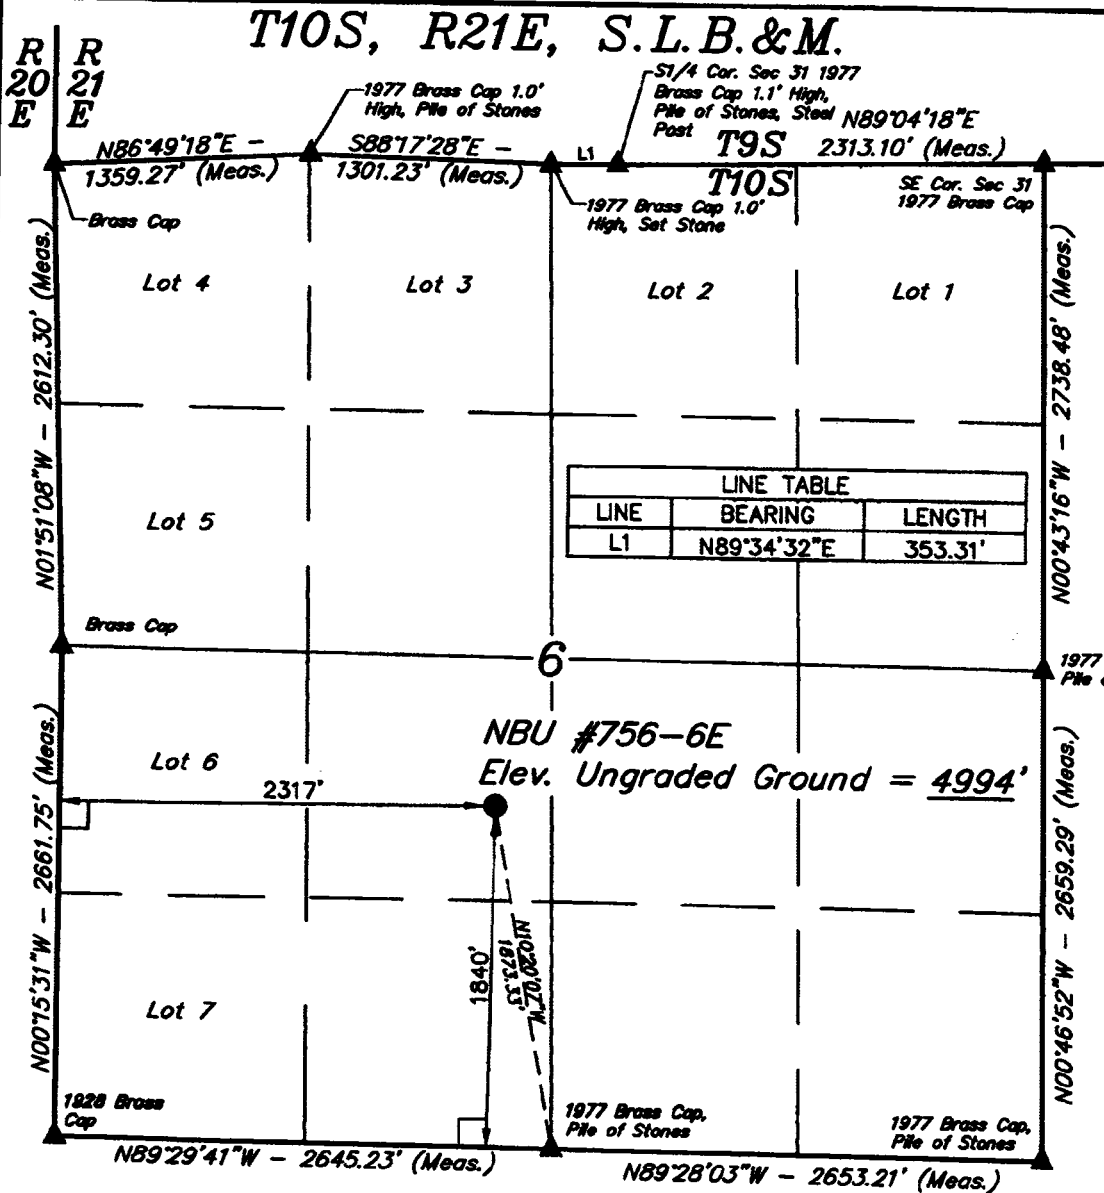 T10S, R21E, S.L.B.&M.
R R
20 21
E E
1977 Brass Cap 1.0'
High, Pile of Stones
S1/4 Cor. Sec 31 1977
Brass Cap 1.1' High,
Pile of Stones, Steel
Post
N89°04'18"E
2313.10' (Meas.)
N86°49'18"E –
1359.27' (Meas.)
S88°17'28"E –
1301.23' (Meas.)
L1
T9S
T10S
SE Cor. Sec 31
1977 Brass Cap
Brass Cap
1977 Brass Cap 1.0'
High, Set Stone
Lot 4
Lot 3
Lot 2
Lot 1
N01°51'08"W – 2612.30' (Meas.)
N00°43'16"W – 2738.48' (Meas.)
LINE TABLE
LINE BEARING LENGTH
L1 N89°34'32"E 353.31'
Lot 5
Brass Cap
6
1977
Pile
NBU #756–6E
Elev. Ungraded Ground = 4994'
Lot 6
2317'
N00°15'31"W – 2661.75' (Meas.)
N00°46'52"W – 2659.29' (Meas.)
1840'
N10°20'07"W
1873.33'
Lot 7
1928 Brass
Cap
1977 Brass Cap,
Pile of Stones
1977 Brass Cap,
Pile of Stones
N89°29'41"W – 2645.23' (Meas.)
N89°28'03"W – 2653.21' (Meas.)